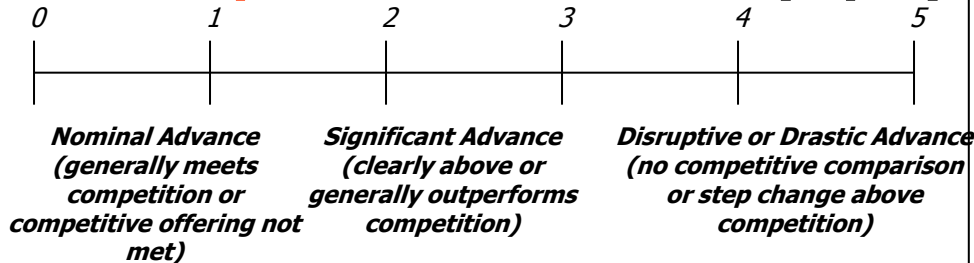 0 1 2 3 4 5
Nominal Advance
(generally meets
competition or
competitive offering not
met)
Significant Advance
(clearly above or
generally outperforms
competition)
Disruptive or Drastic Advance
(no competitive comparison
or step change above
competition)